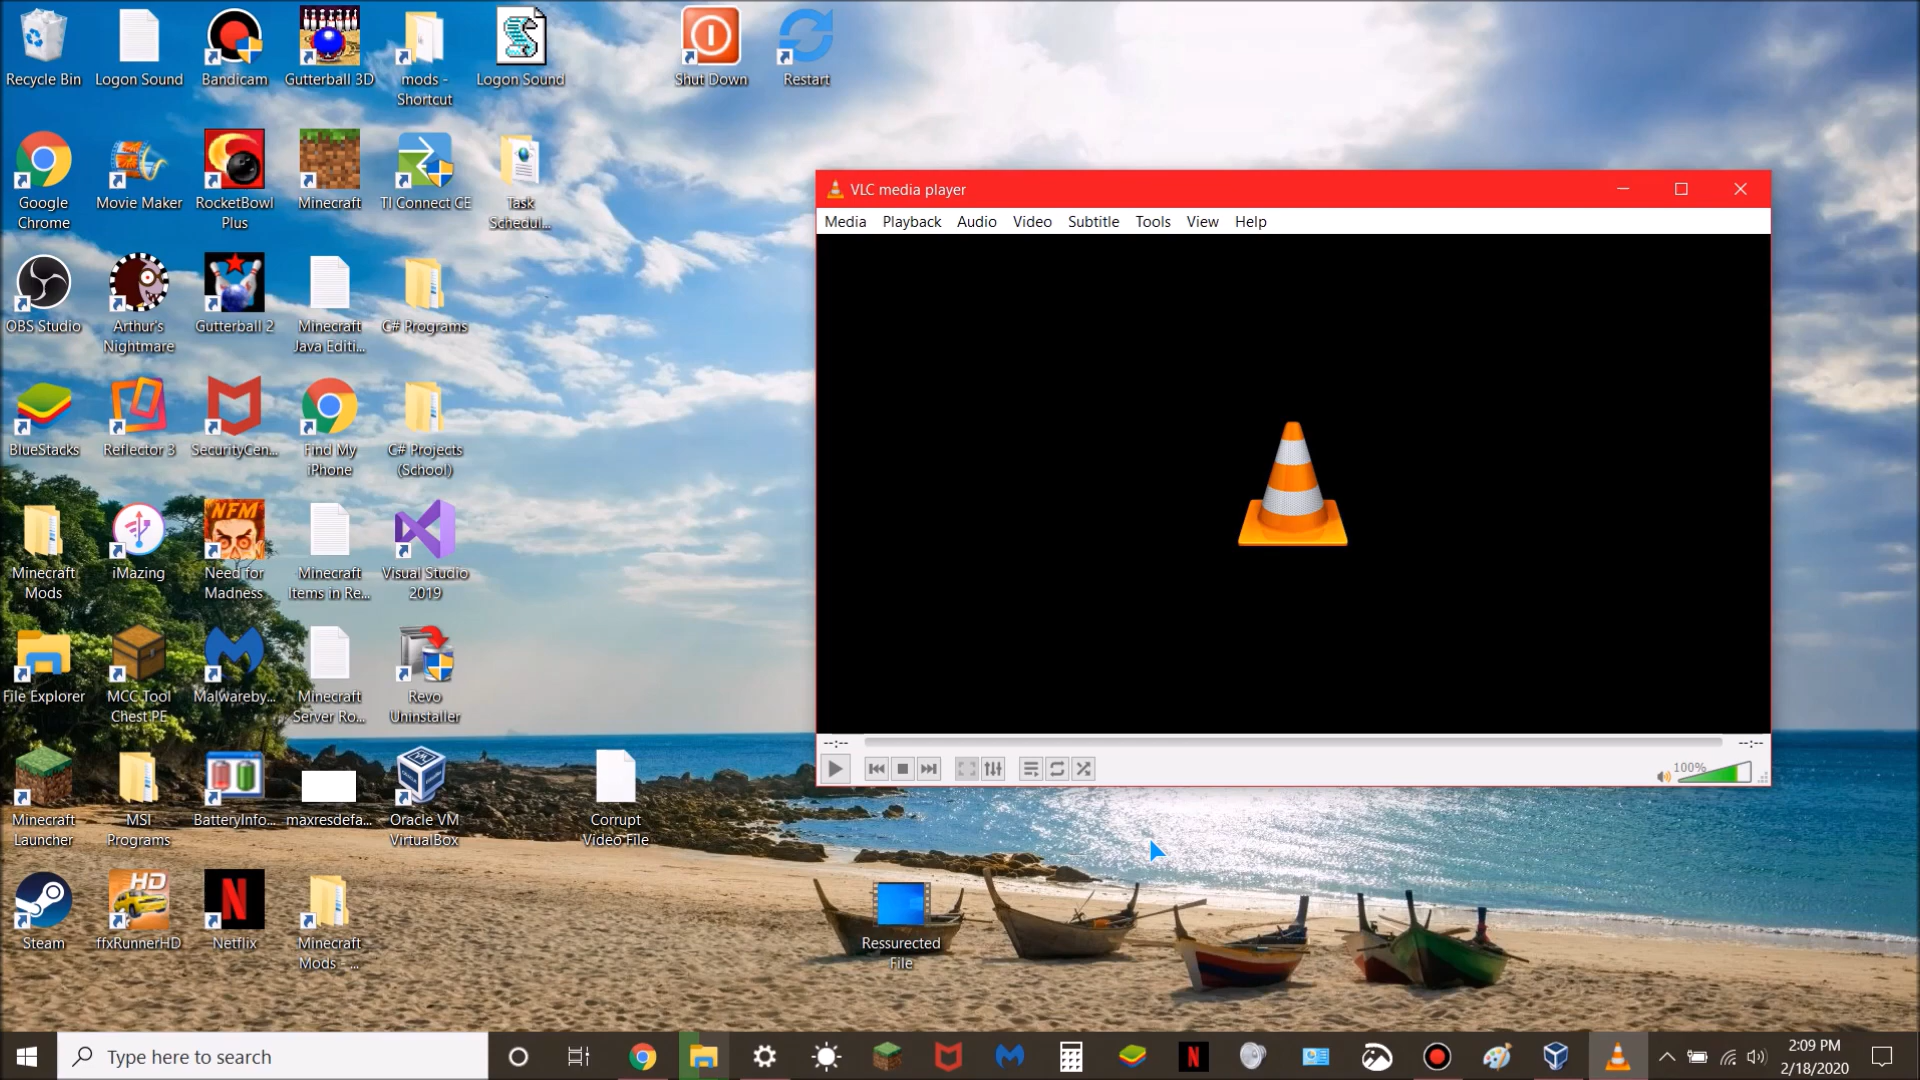 Recycle Bin
Logon Sound
Bandicam
Gutterball 3D
mods -
Shortcut
Logon Sound
Shut Down
Restart
Google
Chrome
Movie Maker
RocketBowl
Plus
Minecraft
TI Connect CE
Task
Schedul...
OBS Studio
Arthur's
Nightmare
Gutterball 2
Minecraft
Java Editi...
C# Programs
BlueStacks
Reflector 3
SecurityCen...
Find My
iPhone
C# Projects
(School)
Minecraft
Mods
iMazing
NFM
Need for
Madness
Minecraft
Items in Re...
Visual Studio
2019
File Explorer
MCC Tool
Chest PE
Malwareby...
Minecraft
Server Ro...
Revo
Uninstaller
Minecraft
Launcher
MSI
Programs
BatteryInfo...
maxresdefa...
Oracle VM
VirtualBox
Corrupt
Video File
Steam
HD
ffxRunnerHD
Netflix
Minecraft
Mods - ...
Ressurected
File
VLC media player
Media Playback Audio Video Subtitle Tools View Help
--:-- --:--
100%
Type here to search
2:09 PM
2/18/2020